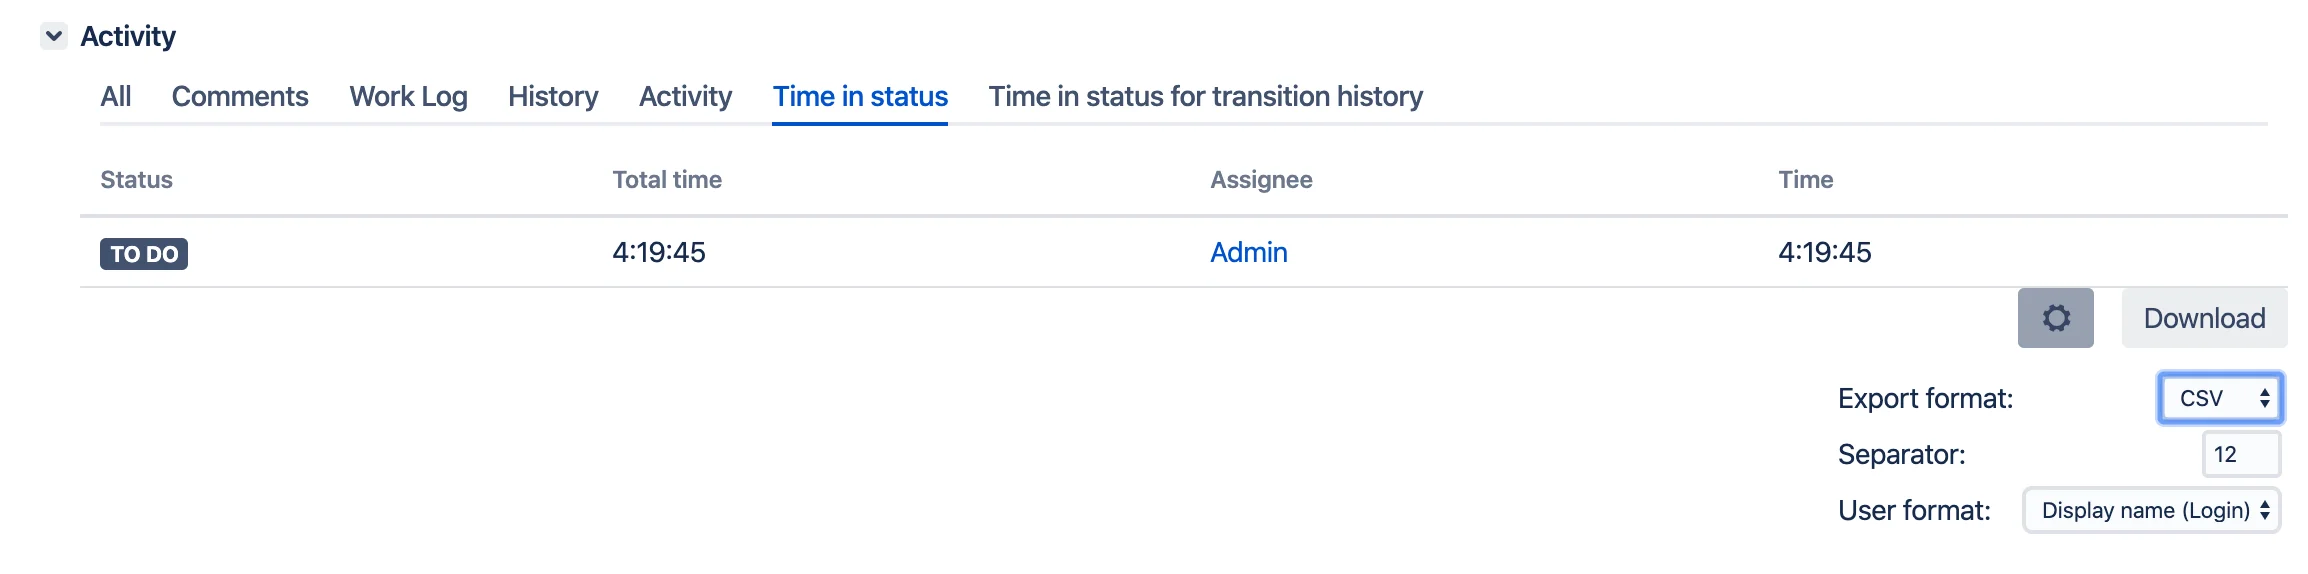 Activity
All Comments Work Log History Activity Time in status Time in status for transition history
Status Total time Assignee Time
TO DO 4:19:45 Admin 4:19:45
Download
Export format: CSV
Separator: 12
User format: Display name (Login)